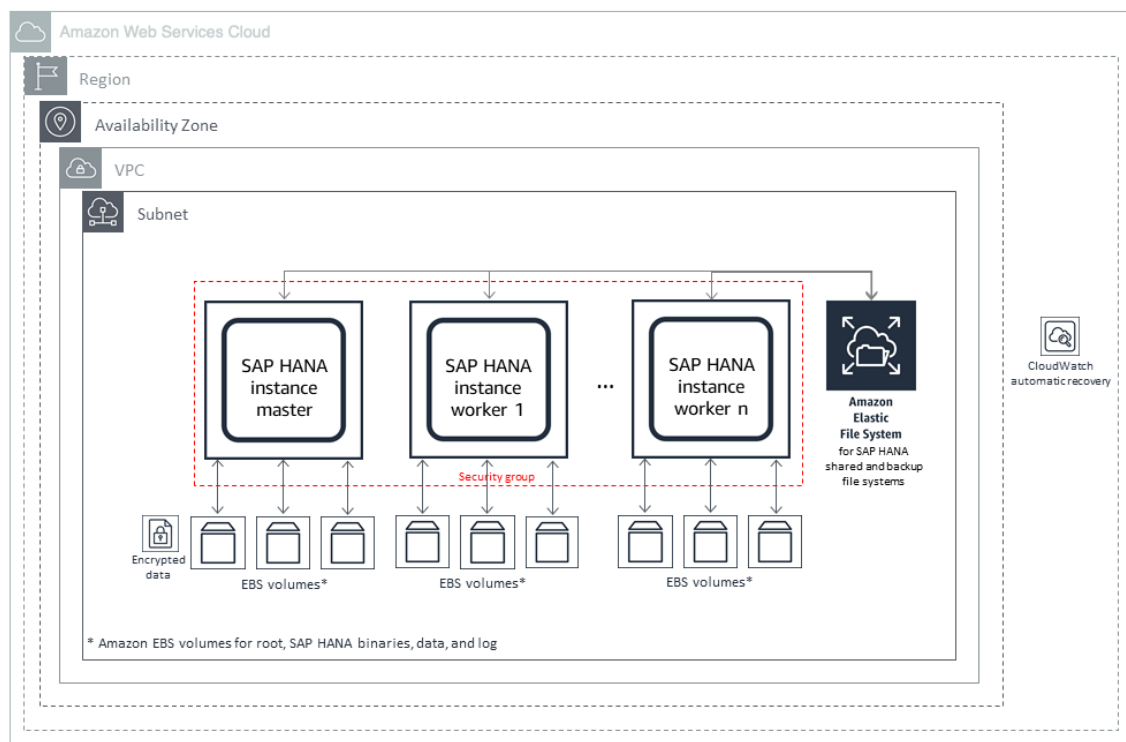 Amazon Web Services Cloud
Region
Availability Zone
VPC
Subnet
SAP HANA
instance
master
SAP HANA
instance
worker 1
...
SAP HANA
instance
worker n
Amazon
Elastic
File System
for SAP HANA
shared and backup
file systems
CloudWatch
automatic recovery
Security group
Encrypted
data
EBS volumes*
EBS volumes*
EBS volumes*
* Amazon EBS volumes for root, SAP HANA binaries, data, and log